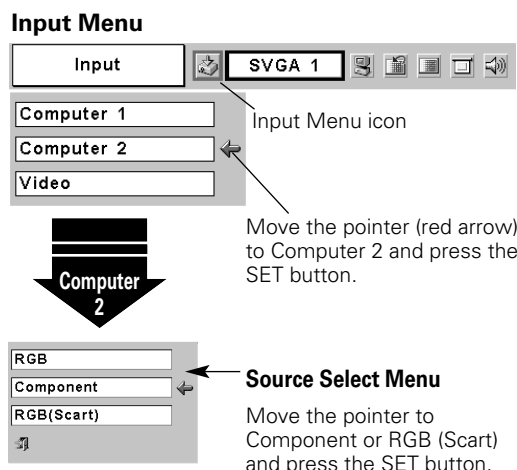 Input Menu
Input
SVGA 1
Computer 1
Computer 2
Video
Input Menu icon
Move the pointer (red arrow)
to Computer 2 and press the
SET button.
Computer
2
RGB
Component
RGB(Scart)
Source Select Menu
Move the pointer to
Component or RGB (Scart)
and press the SET button.